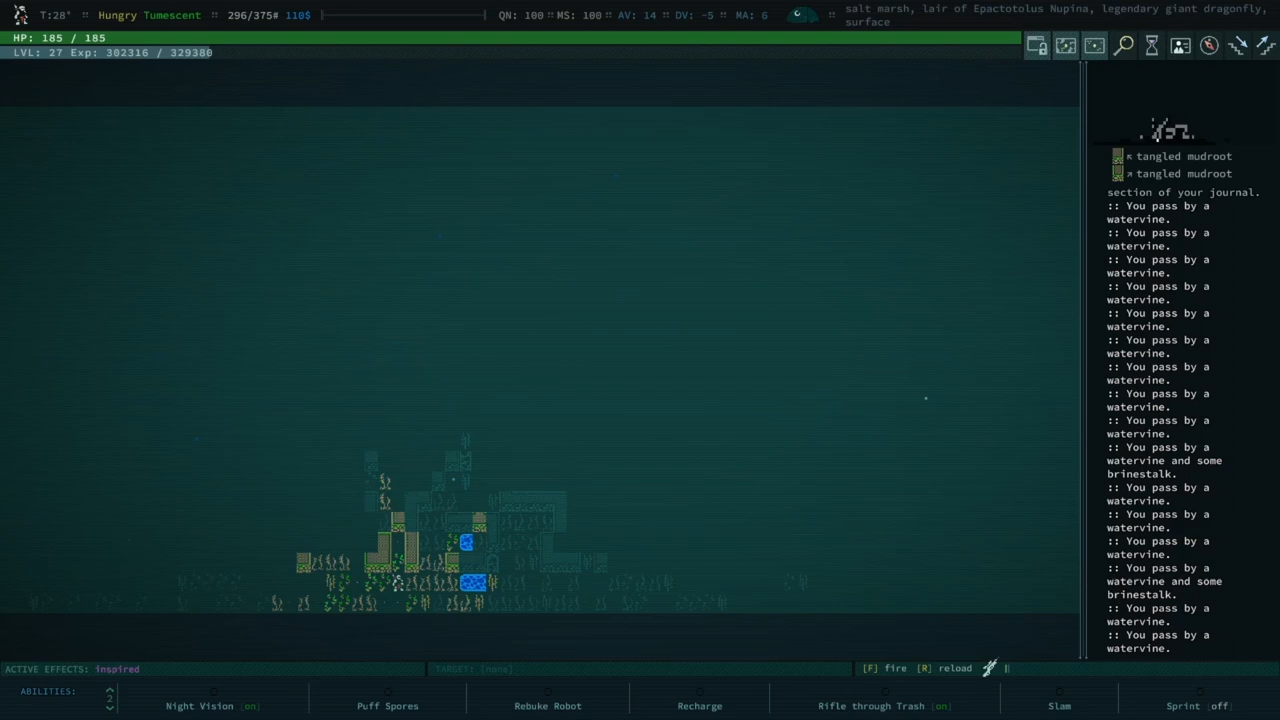 T:28° :: Hungry Tumescent :: 296/375# 110$ QN: 100 :: MS: 100 :: AV: 14 :: DV: -5 :: MA: 6 :: salt marsh, lair of Epactotolus Nupina, legendary giant dragonfly,
surface
HP: 185 / 185
LVL: 27 Exp: 302316 / 329380
tangled mudroot
tangled mudroot
section of your journal.
:: You pass by a
watervine.
:: You pass by a
watervine.
:: You pass by a
watervine.
:: You pass by a
watervine.
:: You pass by a
watervine.
:: You pass by a
watervine.
:: You pass by a
watervine.
:: You pass by a
watervine.
:: You pass by a
watervine.
:: You pass by a
watervine and some
brinestalk.
:: You pass by a
watervine.
:: You pass by a
watervine.
:: You pass by a
watervine.
:: You pass by a
watervine and some
brinestalk.
:: You pass by a
watervine.
:: You pass by a
watervine.
ACTIVE EFFECTS: inspired
TARGET: [none]
[F] fire [R] reload
ABILITIES:
2
Night Vision [on]
Puff Spores
Rebuke Robot
Recharge
Rifle through Trash [on]
Slam
Sprint [off]